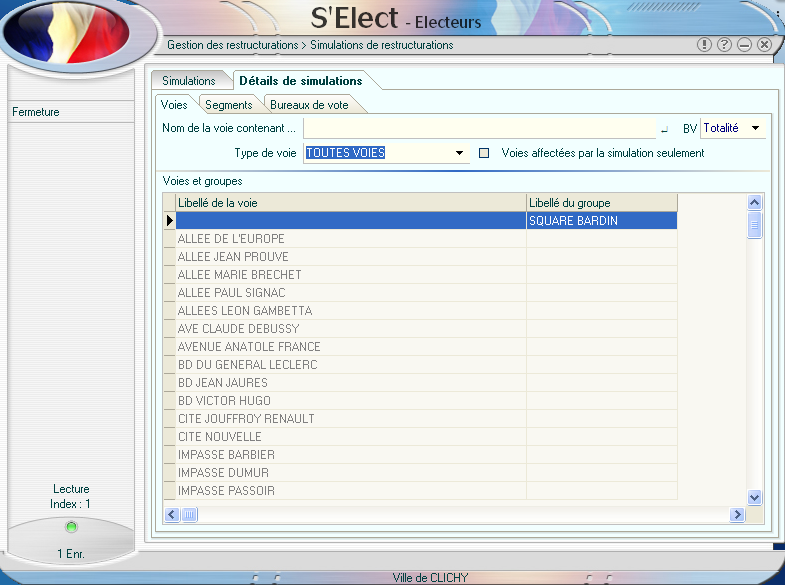 S'Elect - Electeurs
Gestion des restructurations > Simulations de restructurations
Fermeture
Simulations Détails de simulations
Voies Segments Bureaux de vote
Nom de la voie contenant ... BV Totalité
Type de voie TOUTES VOIES Voies affectées par la simulation seulement
Voies et groupes
Libellé de la voie Libellé du groupe
SQUARE BARDIN
ALLEE DE L'EUROPE
ALLEE JEAN PROUVE
ALLEE MARIE BRECHET
ALLEE PAUL SIGNAC
ALLEES LEON GAMBETTA
AVE CLAUDE DEBUSSY
AVENUE ANATOLE FRANCE
BD DU GENERAL LECLERC
BD JEAN JAURES
BD VICTOR HUGO
CITE JOUFFROY RENAULT
CITE NOUVELLE
IMPASSE BARBIER
IMPASSE DUMUR
IMPASSE PASSOIR
Lecture
Index : 1
1 Enr.
Ville de CLICHY